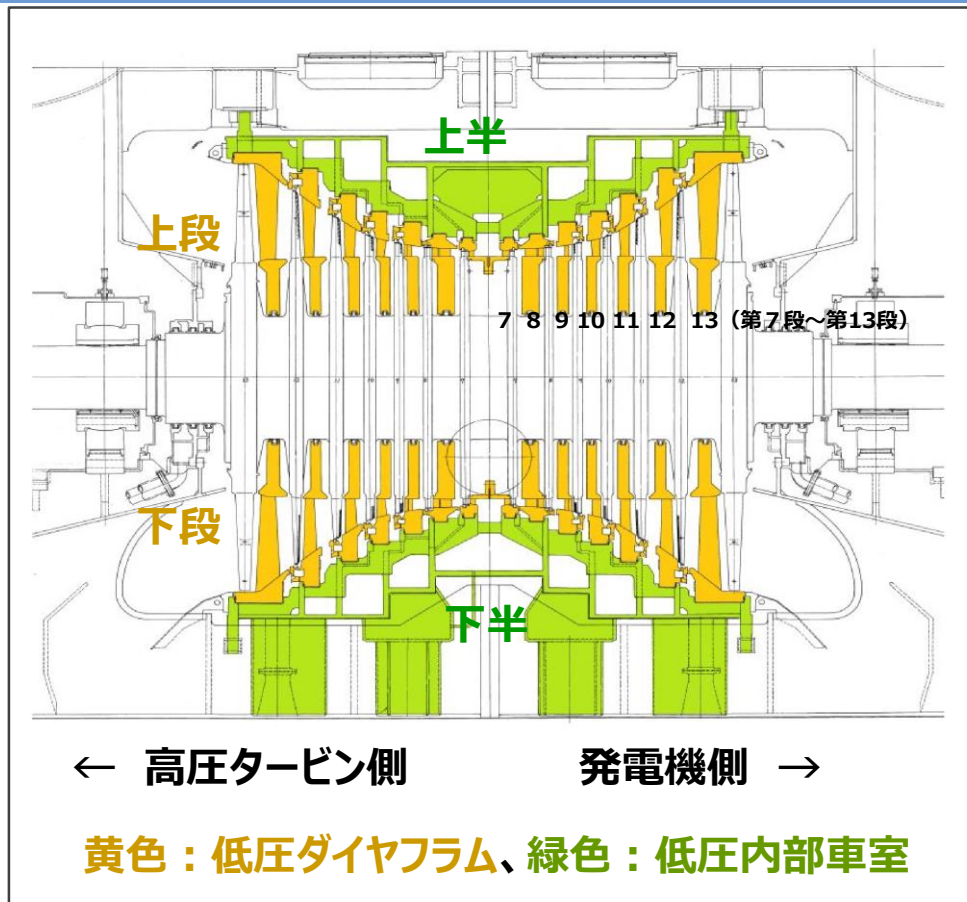 上半
上段
7 8 9 10 11 12 13（第７段～第13段）
下段
下半
← 高圧タービン側 発電機側 →
黄色：低圧ダイヤフラム、緑色：低圧内部車室